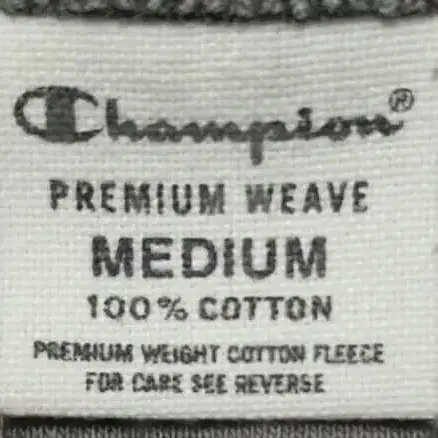 Champion®
PREMIUM WEAVE
MEDIUM
100% COTTON
PREMIUM WEIGHT COTTON FLEECE
FOR CARE SEE REVERSE